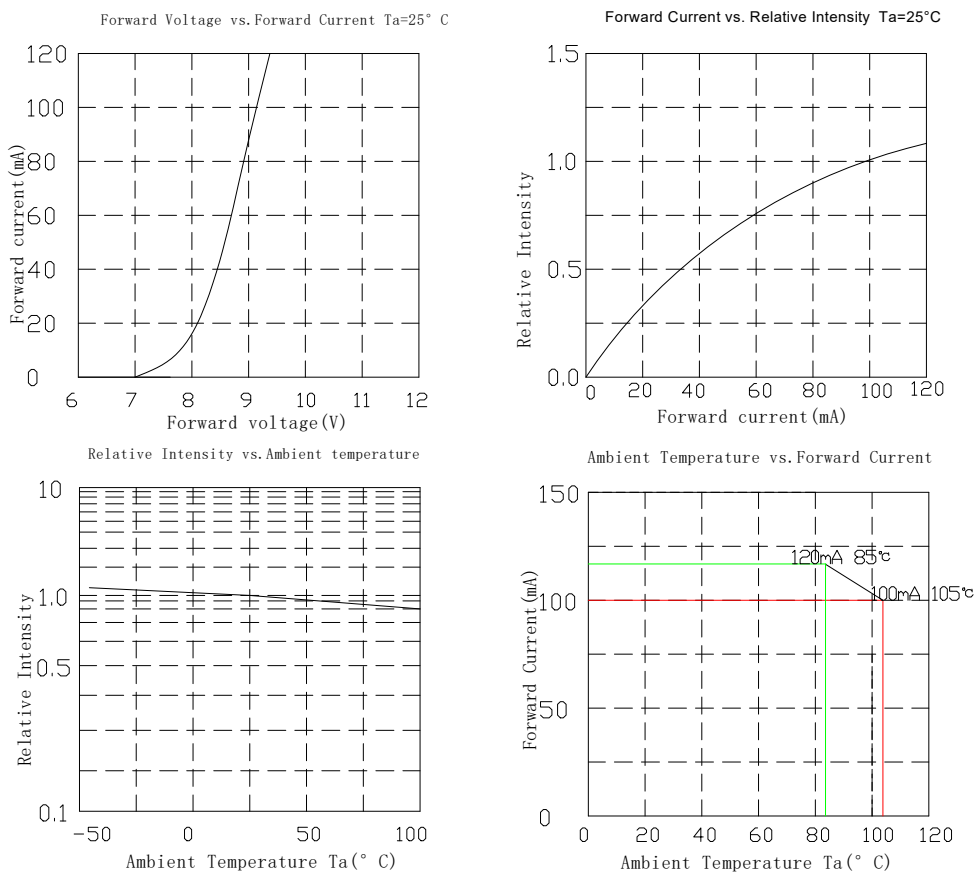 Forward Voltage vs.Forward Current Ta=25° C
120
100
80
60
40
20
0
6 7 8 9 10 11 12
Forward current(mA)
Forward voltage(V)
Forward Current vs. Relative Intensity Ta=25°C
1.5
1.0
0.5
0.0
0 20 40 60 80 100 120
Relative Intensity
Forward current(mA)
Relative Intensity vs.Ambient temperature
10
1.0
0.5
0.1
-50 0 50 100
Relative Intensity
Ambient Temperature Ta(° C)
Ambient Temperature vs.Forward Current
150
100
50
0
120mA 85℃
100mA 105℃
0 20 40 60 80 100 120
Forward Current(mA)
Ambient Temperature Ta(° C)